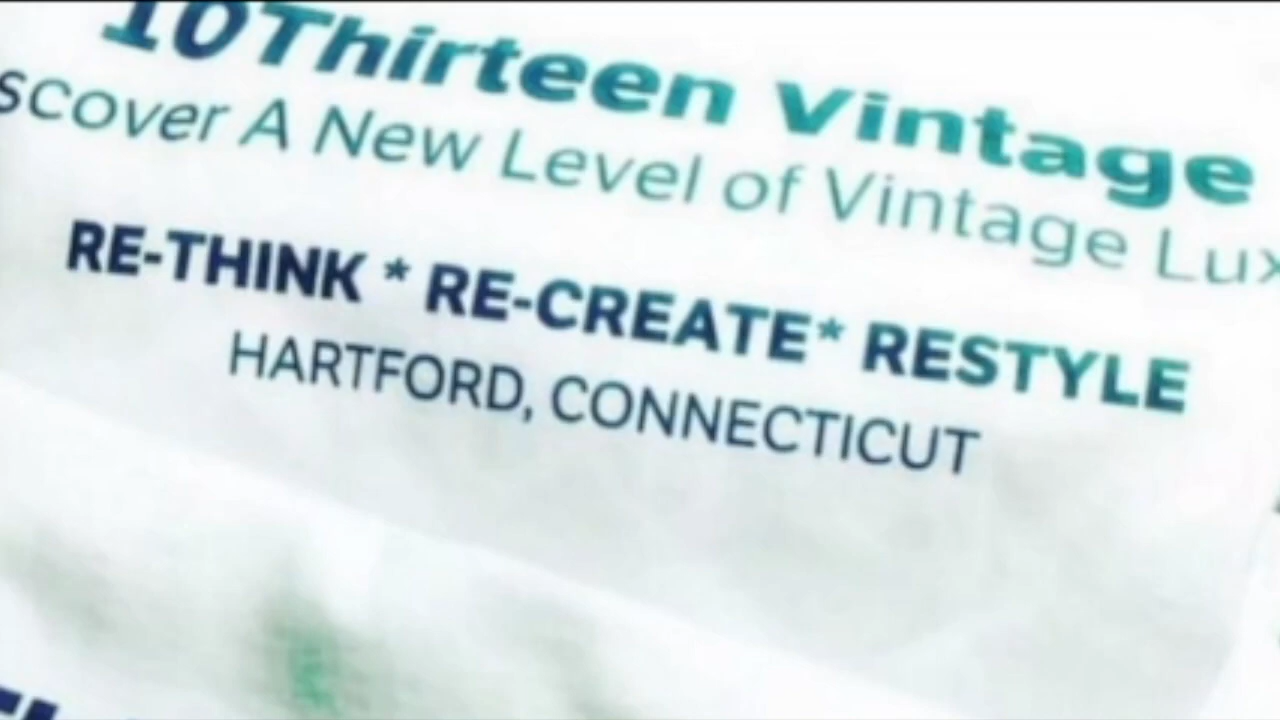 10Thirteen Vintage
scover A New Level of Vintage Lux
RE-THINK * RE-CREATE* RESTYLE
HARTFORD, CONNECTICUT